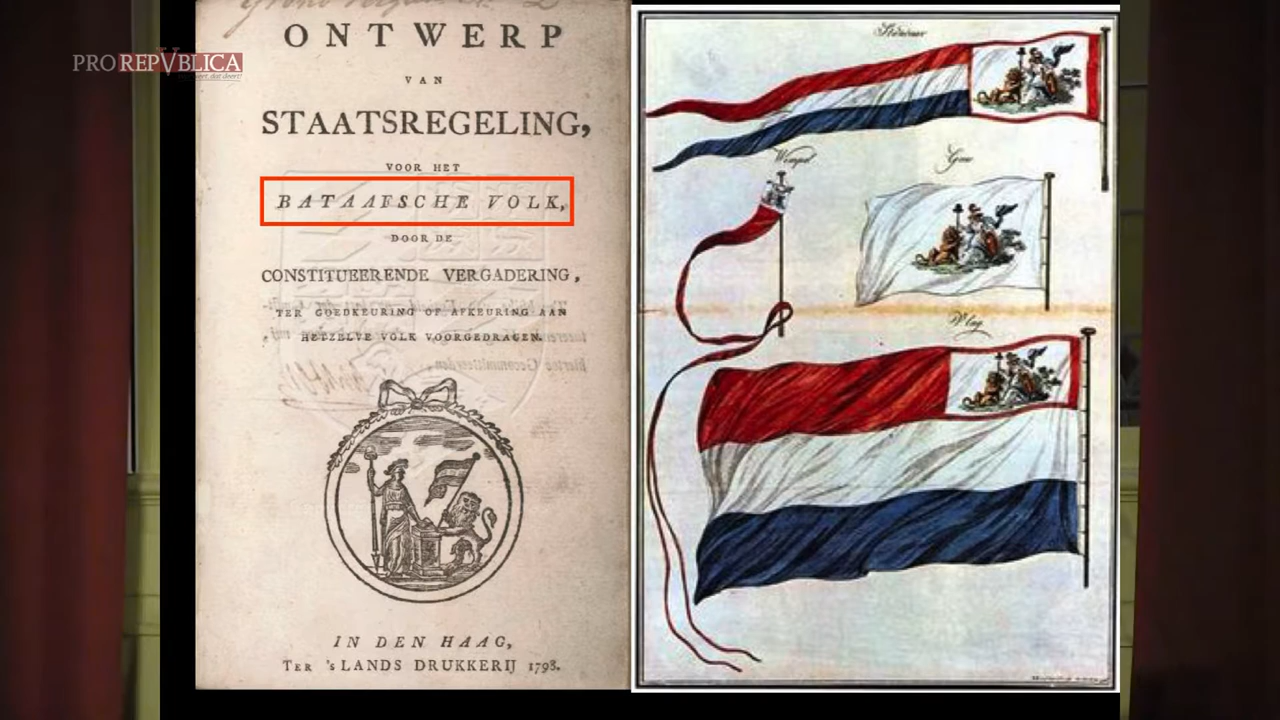 PRO REPVBLICA
ONTWERP
VAN
STAATSREGELING,
VOOR HET
BATAAFSCHE VOLK,
DOOR DE
CONSTITUEERENDE VERGADERING,
TER GOEDKEURING OF AFKEURING AAN
HETZELVE VOLK VOORGEDRAGEN.
IN DEN HAAG,
TER 's LANDS DRUKKERIJ 1798.
Wimpel
Geus
Vlag